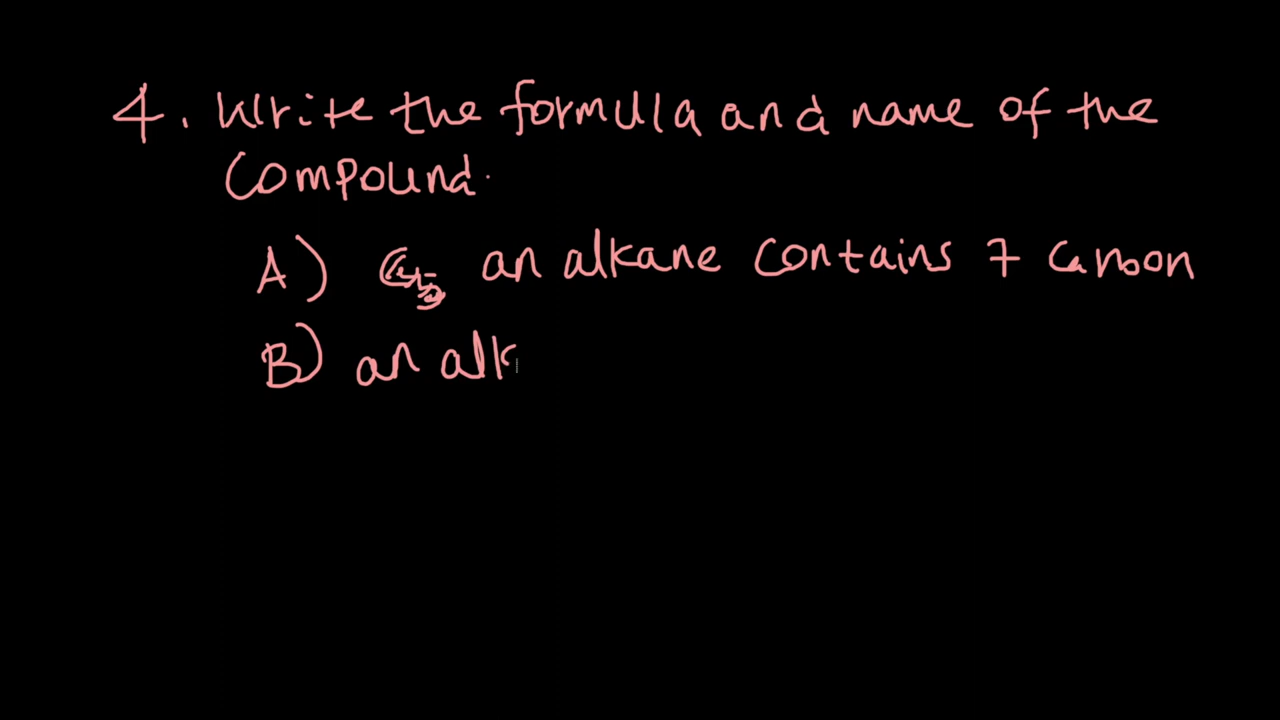 4. Write the formula and name of the
compound.
A) an alkane contains 7 carbon
B) an alk